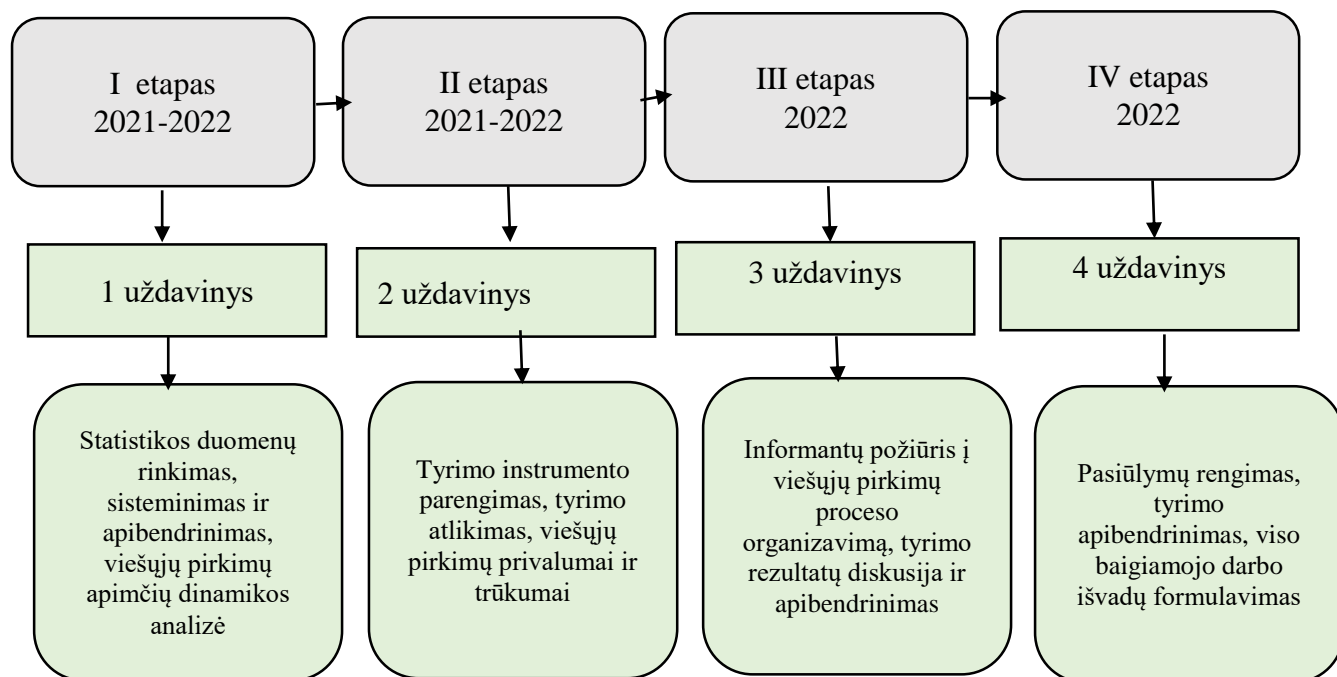 I etapas
2021-2022
II etapas
2021-2022
III etapas
2022
IV etapas
2022
1 uždavinys
2 uždavinys
3 uždavinys
4 uždavinys
Statistikos duomenų
rinkimas,
sisteminimas ir
apibendrinimas,
viešųjų pirkimų
apimčių dinamikos
analizė
Tyrimo instrumento
parengimas, tyrimo
atlikimas, viešųjų
pirkimų privalumai ir
trūkumai
Informantų požiūris į
viešųjų pirkimų
proceso
organizavimą, tyrimo
rezultatų diskusija ir
apibendrinimas
Pasiūlymų rengimas,
tyrimo
apibendrinimas, viso
baigiamojo darbo
išvadų formulavimas